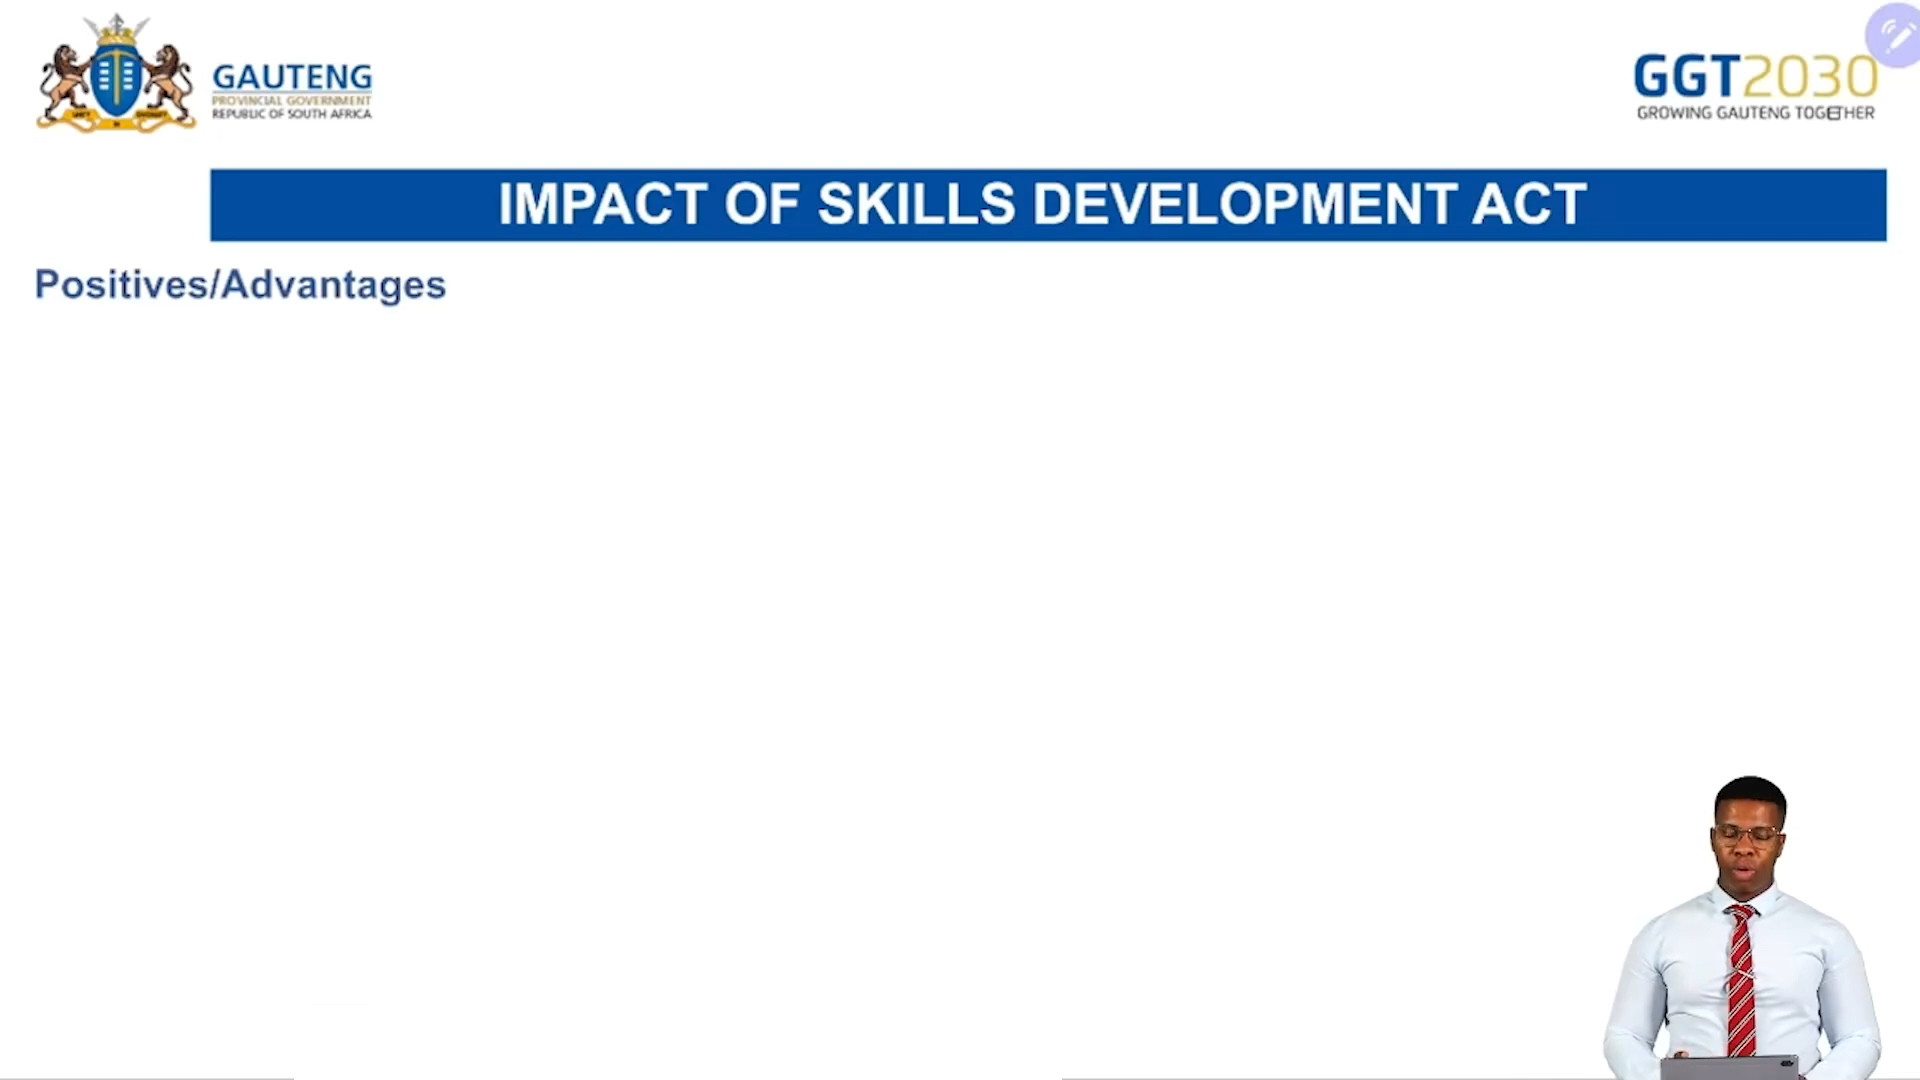 GAUTENG
PROVINCIAL GOVERNMENT
REPUBLIC OF SOUTH AFRICA
GGT2030
GROWING GAUTENG TOGETHER
IMPACT OF SKILLS DEVELOPMENT ACT
Positives/Advantages